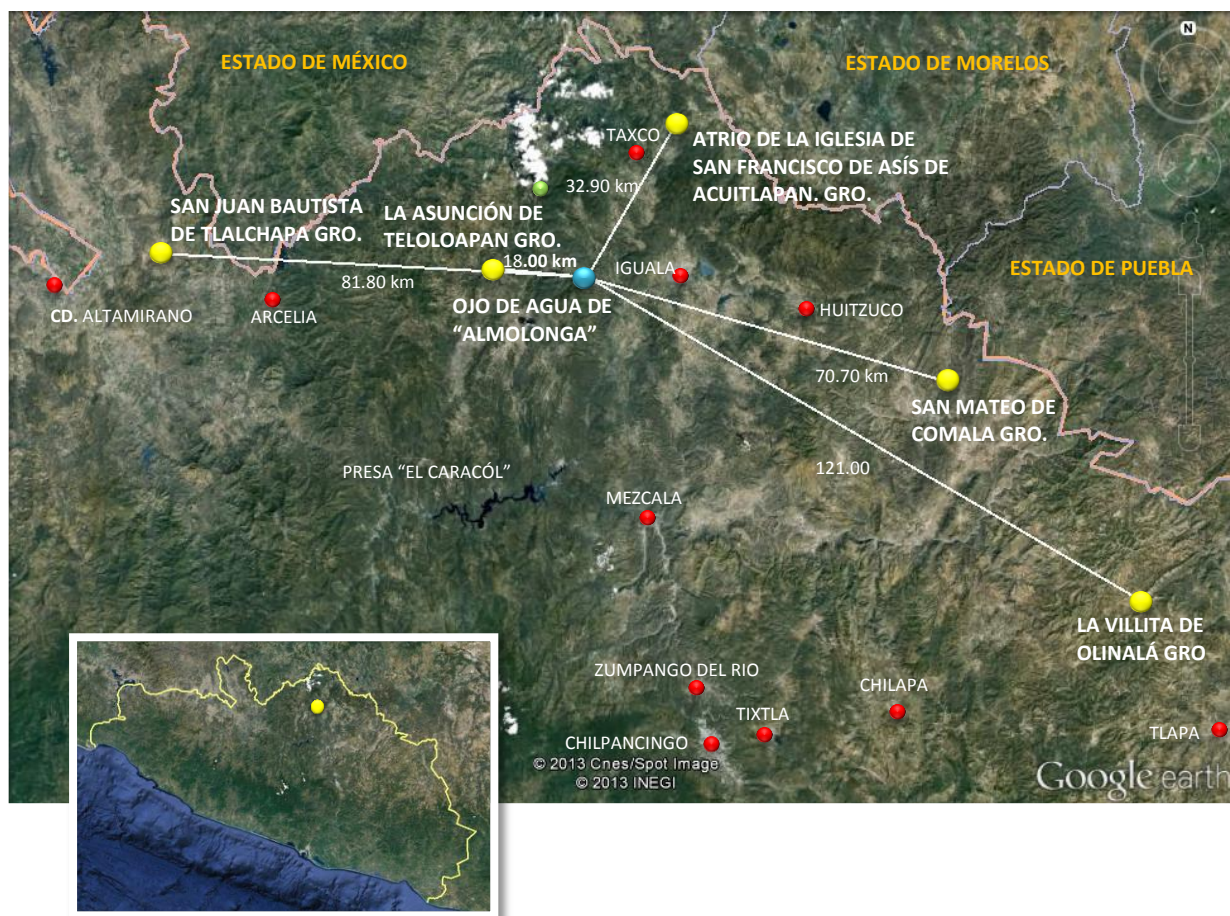 N
ESTADO DE MÉXICO
ESTADO DE MORELOS
TAXCO
ATRIO DE LA IGLESIA DE
SAN FRANCISCO DE ASÍS DE
ACUITLAPAN. GRO.
32.90 km
SAN JUAN BAUTISTA
DE TLALCHAPA GRO.
LA ASUNCIÓN DE
TELOLOAPAN GRO.
18.00 km
IGUALA
ESTADO DE PUEBLA
81.80 km
CD. ALTAMIRANO
ARCELIA
OJO DE AGUA DE
“ALMOLONGA”
HUITZUCO
70.70 km
SAN MATEO DE
COMALA GRO.
121.00
PRESA “EL CARACÓL”
MEZCALA
LA VILLITA DE
OLINALÁ GRO
ZUMPANGO DEL RIO
CHILAPA
TIXTLA
TLAPA
CHILPANCINGO
© 2013 Cnes/Spot Image
© 2013 INEGI
Google earth